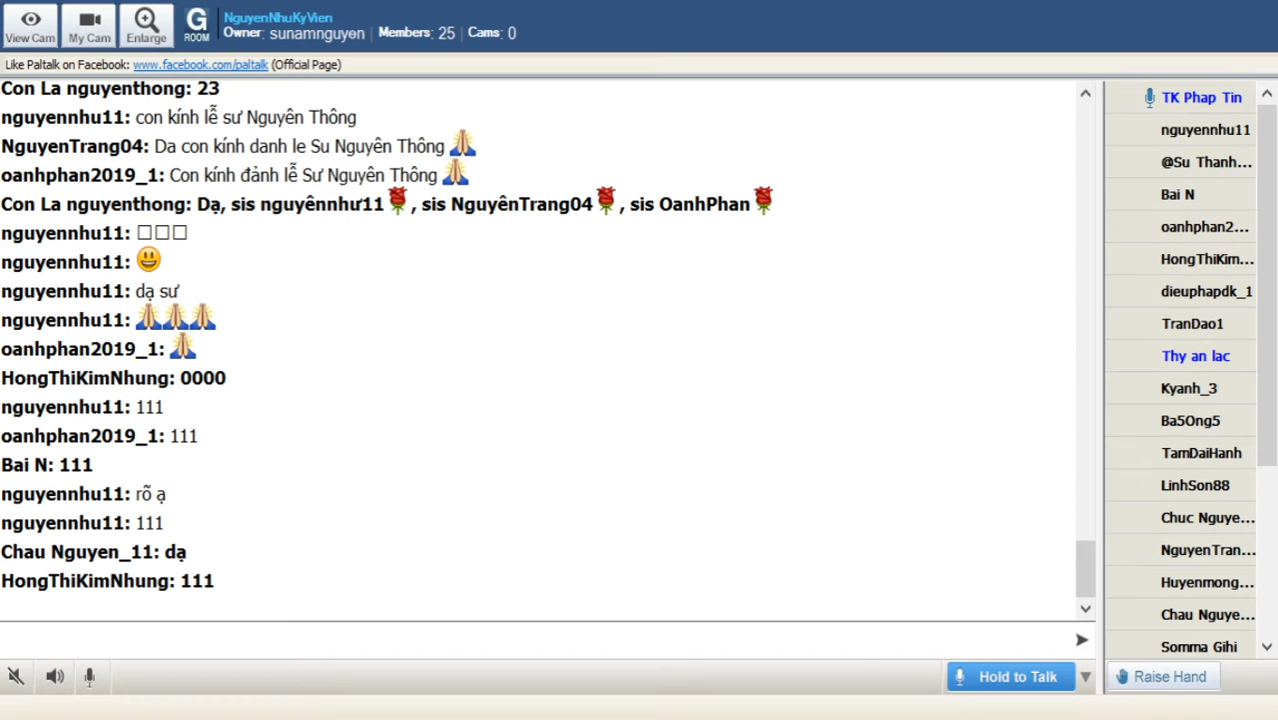 View Cam
My Cam
Enlarge
G
ROOM
NguyenNhuKyVien
Owner: sunamnguyen | Members: 25 | Cams: 0
Like Paltalk on Facebook: www.facebook.com/paltalk (Official Page)
Con La nguyenthong: 23
nguyennhu11: con kính lễ sư Nguyên Thông
NguyenTrang04: Da con kính danh le Su Nguyên Thông 🙏
oanhphan2019_1: Con kính đảnh lễ Sư Nguyên Thông 🙏
Con La nguyenthong: Dạ, sis nguyênnhư11🌹, sis NguyênTrang04🌹, sis OanhPhan🌹
nguyennhu11: □□□
nguyennhu11: 😃
nguyennhu11: dạ sư
nguyennhu11: 🙏🙏🙏
oanhphan2019_1: 🙏
HongThiKimNhung: 0000
nguyennhu11: 111
oanhphan2019_1: 111
Bai N: 111
nguyennhu11: rõ ạ
nguyennhu11: 111
Chau Nguyen_11: dạ
HongThiKimNhung: 111
TK Phap Tin
nguyennhu11
@Su Thanh...
Bai N
oanhphan2...
HongThiKim...
dieuphapdk_1
TranDao1
Thy an lac
Kyanh_3
Ba5Ong5
TamDaiHanh
LinhSon88
Chuc Nguye...
NguyenTran...
Huyenmong...
Chau Nguye...
Somma Gihi
Hold to Talk
Raise Hand